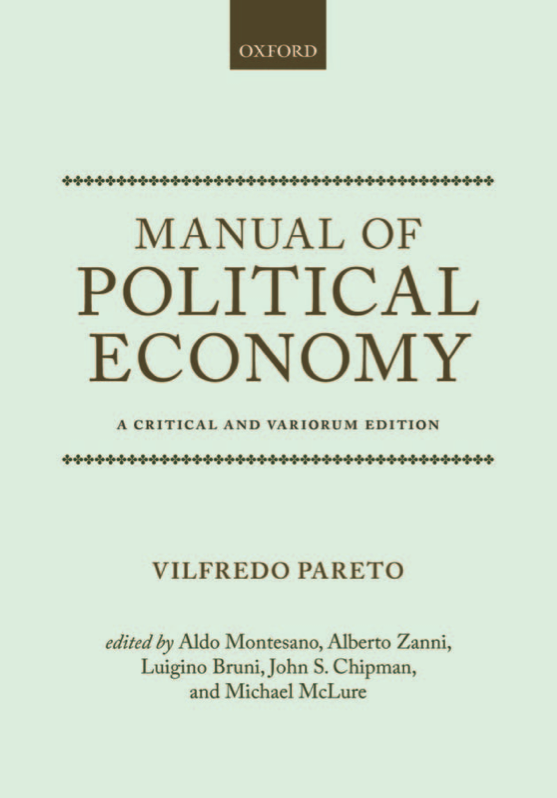 OXFORD
MANUAL OF
POLITICAL
ECONOMY
A CRITICAL AND VARIORUM EDITION
VILFREDO PARETO
edited by Aldo Montesano, Alberto Zanni,
Luigino Bruni, John S. Chipman,
and Michael McLure